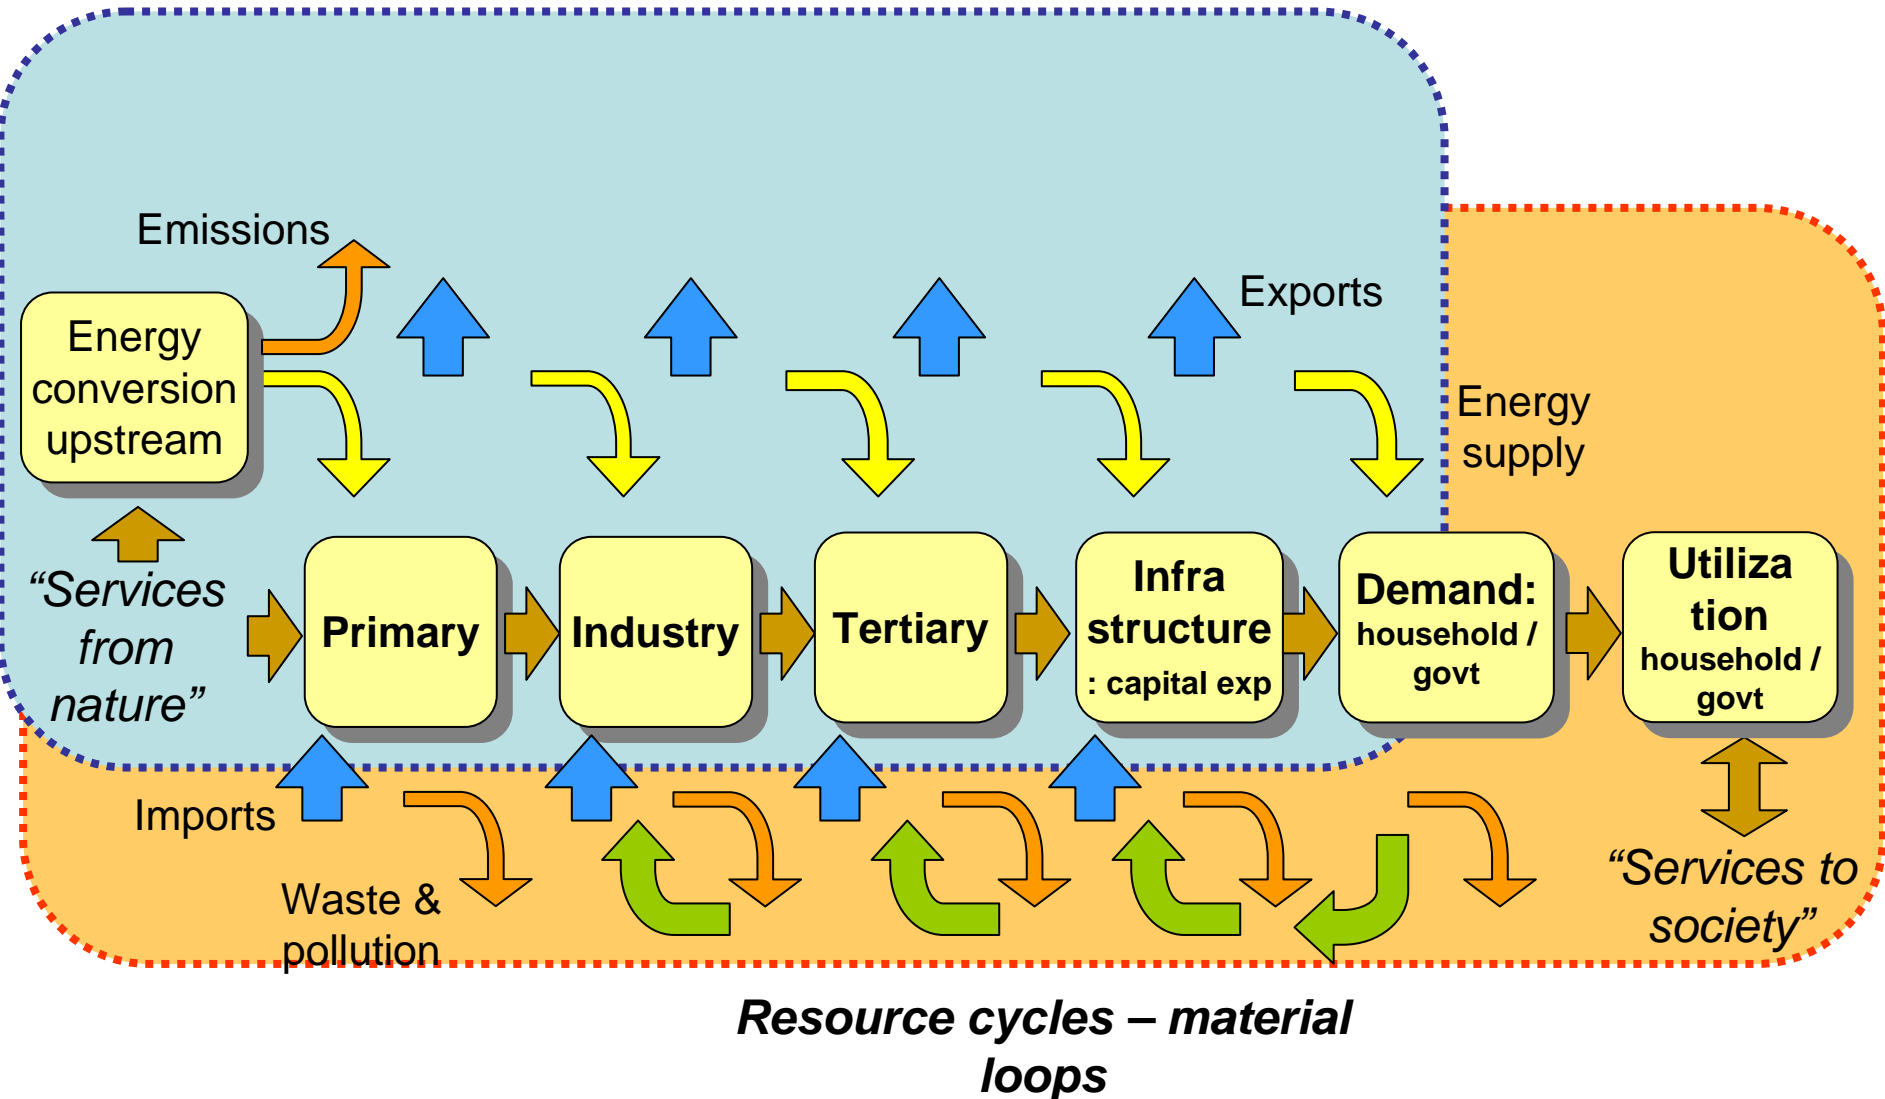 Emissions
Exports
Energy
conversion
upstream
Energy
supply
“Services
from
nature”
Primary
Industry
Tertiary
Infra
structure
: capital exp
Demand:
household /
govt
Utiliza
tion
household /
govt
Imports
Waste &
pollution
“Services to
society”
Resource cycles – material
loops